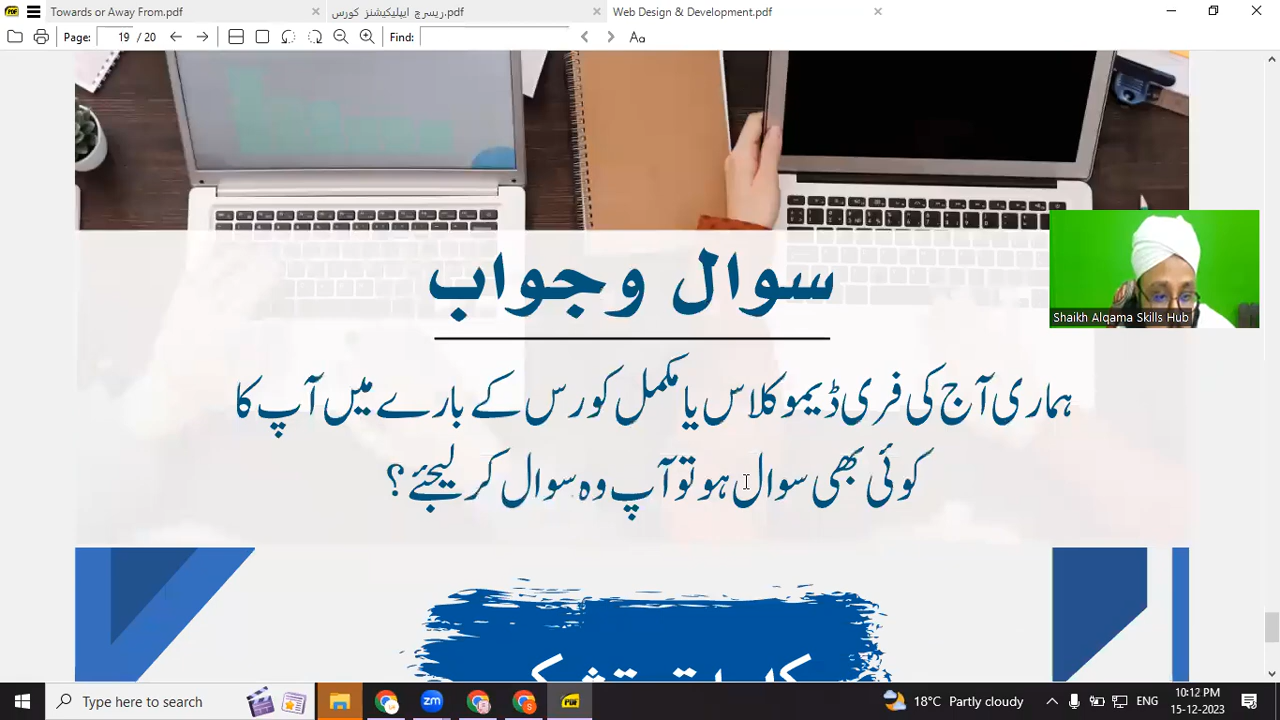 Towards or Away From.pdf
ریسرچ ایپلیکیشنز کورس.pdf
Web Design & Development.pdf
Page: 19 / 20
Find:
Aa
سوال وجواب
ہماری آج کی فری ڈیمو کلاس یا مکمل کورس کے بارے میں آپ کا
کوئی بھی سوال ہو تو آپ وہ سوال کر لیجئے؟
Shaikh Alqama Skills Hub
Type here to search
18°C Partly cloudy
ENG
10:12 PM
15-12-2023